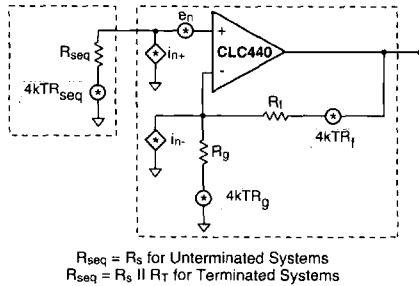 en
Rseq
in+
+
CLC440
-
4kTRseq
Rf
in-
Rg
4kTRf
4kTRg
Rseq = Rs for Unterminated Systems
Rseq = Rs II RT for Terminated Systems